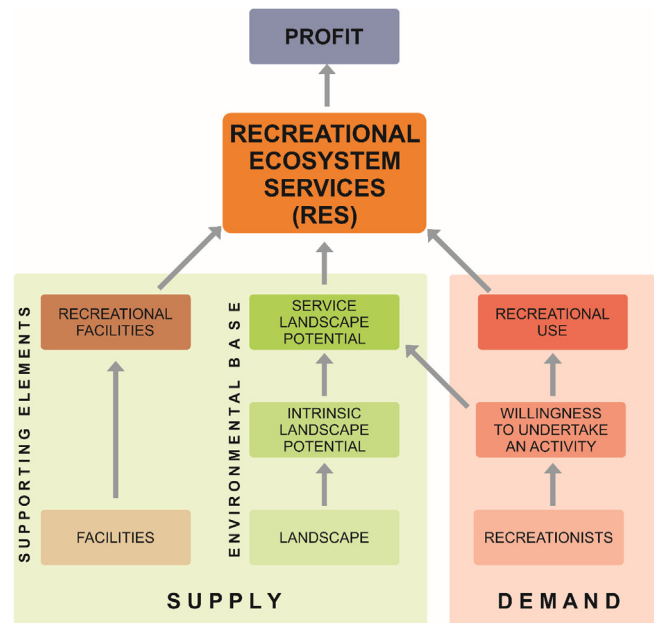 PROFIT
RECREATIONAL
ECOSYSTEM
SERVICES
(RES)
SUPPORTING ELEMENTS
RECREATIONAL
FACILITIES
FACILITIES
ENVIRONMENTAL BASE
SERVICE
LANDSCAPE
POTENTIAL
INTRINSIC
LANDSCAPE
POTENTIAL
LANDSCAPE
SUPPLY
RECREATIONAL
USE
WILLINGNESS
TO UNDERTAKE
AN ACTIVITY
RECREATIONISTS
DEMAND